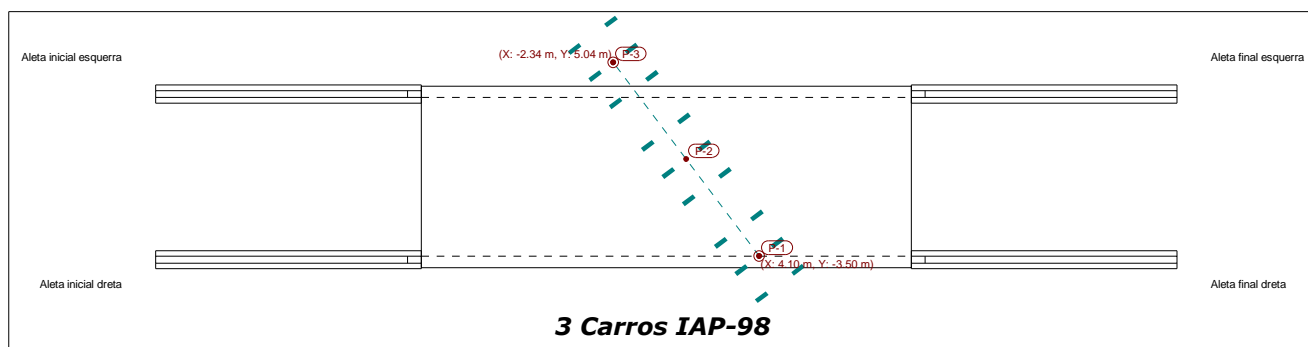 (X: -2.34 m, Y: 5.04 m)
P-3
Aleta inicial esquerra
Aleta final esquerra
P-2
P-1
(X: 4.10 m, Y: -3.50 m)
Aleta inicial dreta
Aleta final dreta
3 Carros IAP-98